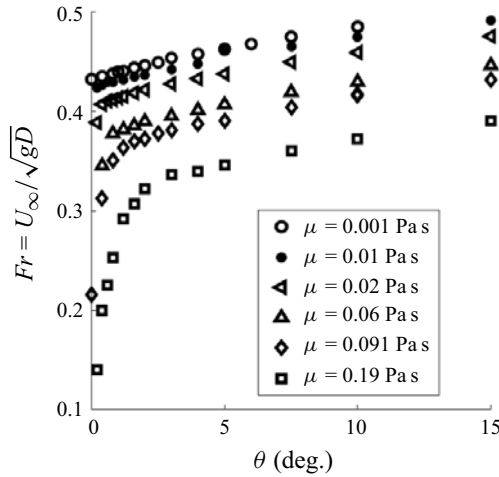 0.5
0.4
0.3
0.2
0.1
Fr = U∞/√gD
μ = 0.001 Pa s
μ = 0.01 Pa s
μ = 0.02 Pa s
μ = 0.06 Pa s
μ = 0.091 Pa s
μ = 0.19 Pa s
0 5 10 15
θ (deg.)